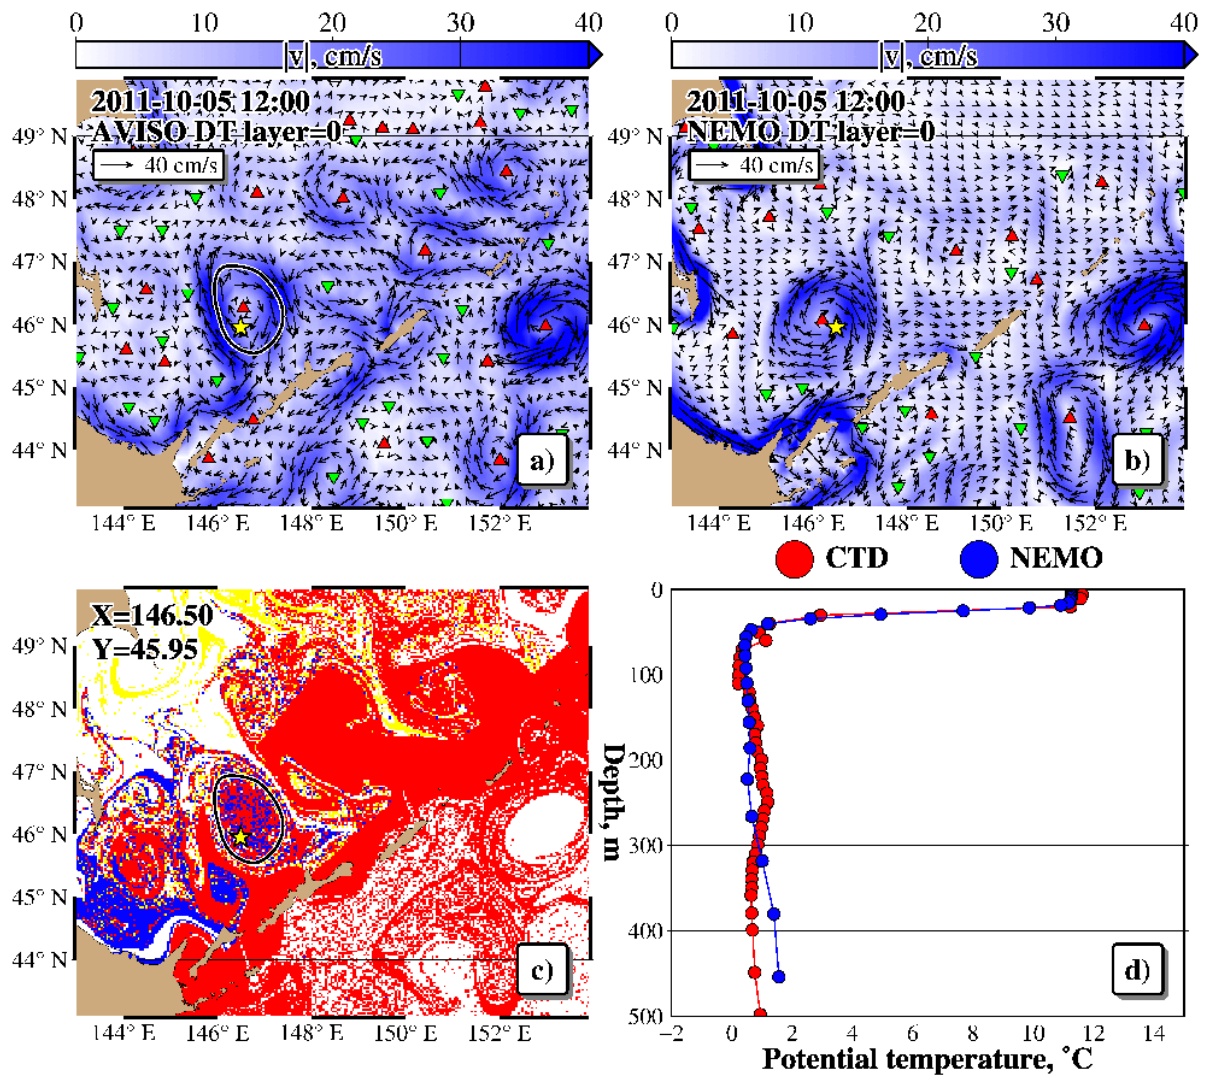 0 10 20 30 40
|v|, cm/s
2011-10-05 12:00
AVISO DT layer=0
40 cm/s
49° N
48° N
47° N
46° N
45° N
44° N
a)
144° E 146° E 148° E 150° E 152° E
0 10 20 30 40
|v|, cm/s
2011-10-05 12:00
NEMO DT layer=0
40 cm/s
49° N
48° N
47° N
46° N
45° N
44° N
b)
144° E 146° E 148° E 150° E 152° E
X=146.50
Y=45.95
49° N
48° N
47° N
46° N
45° N
44° N
c)
144° E 146° E 148° E 150° E 152° E
CTD NEMO
0
100
200
300
400
500
Depth, m
d)
−2 0 2 4 6 8 10 12 14
Potential temperature, °C